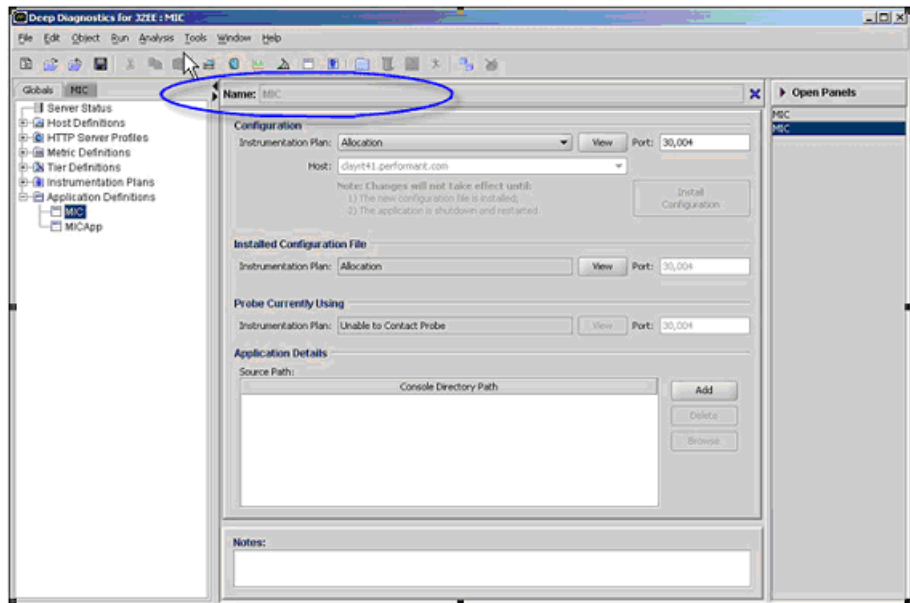 Deep Diagnostics for J2EE : MIC
File Edit Object Run Analysis Tools Window Help
Globals MIC
Server Status
Host Definitions
HTTP Server Profiles
Metric Definitions
Tier Definitions
Instrumentation Plans
Application Definitions
MIC
MICApp
Name: MIC
Configuration
Instrumentation Plan: Allocation View Port: 30,004
Host: clayrt41.performant.com
Note: Changes will not take effect until:
1) The new configuration file is installed;
2) The application is shutdown and restarted.
Install
Configuration
Installed Configuration File
Instrumentation Plan: Allocation View Port: 30,004
Probe Currently Using
Instrumentation Plan: Unable to Contact Probe View Port: 30,004
Application Details
Source Path:
Console Directory Path
Add
Delete
Browse
Notes:
Open Panels
MIC
MIC